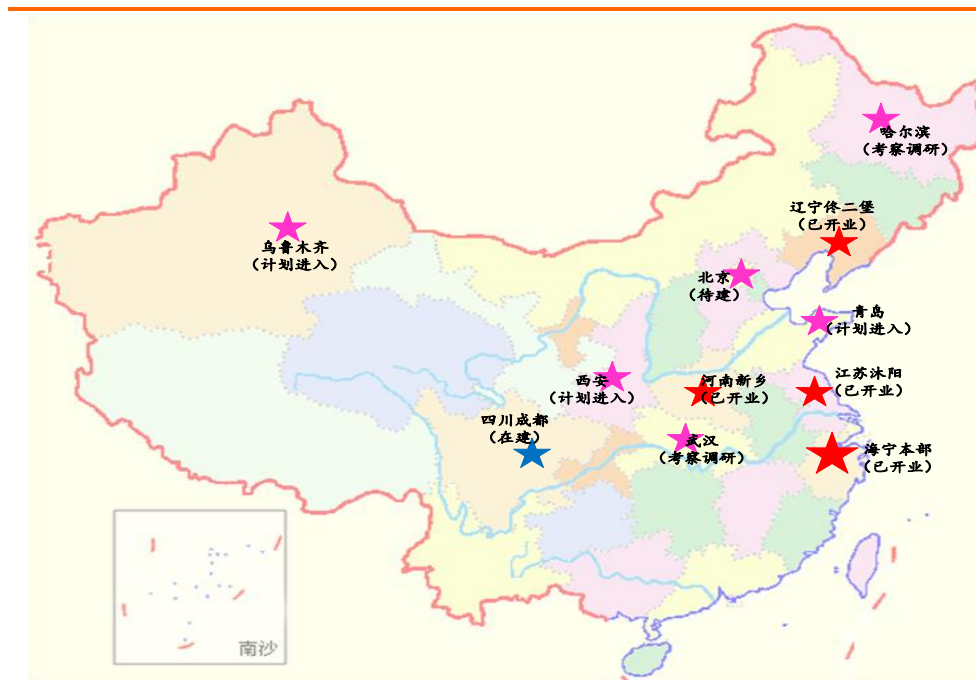 哈尔滨
（考察调研）
辽宁佟二堡
（已开业）
乌鲁木齐
（计划进入）
北京
（待建）
青岛
（计划进入）
西安
（计划进入）
河南新乡
（已开业）
江苏沭阳
（已开业）
四川成都
（在建）
武汉
（考察调研）
海宁本部
（已开业）
南沙